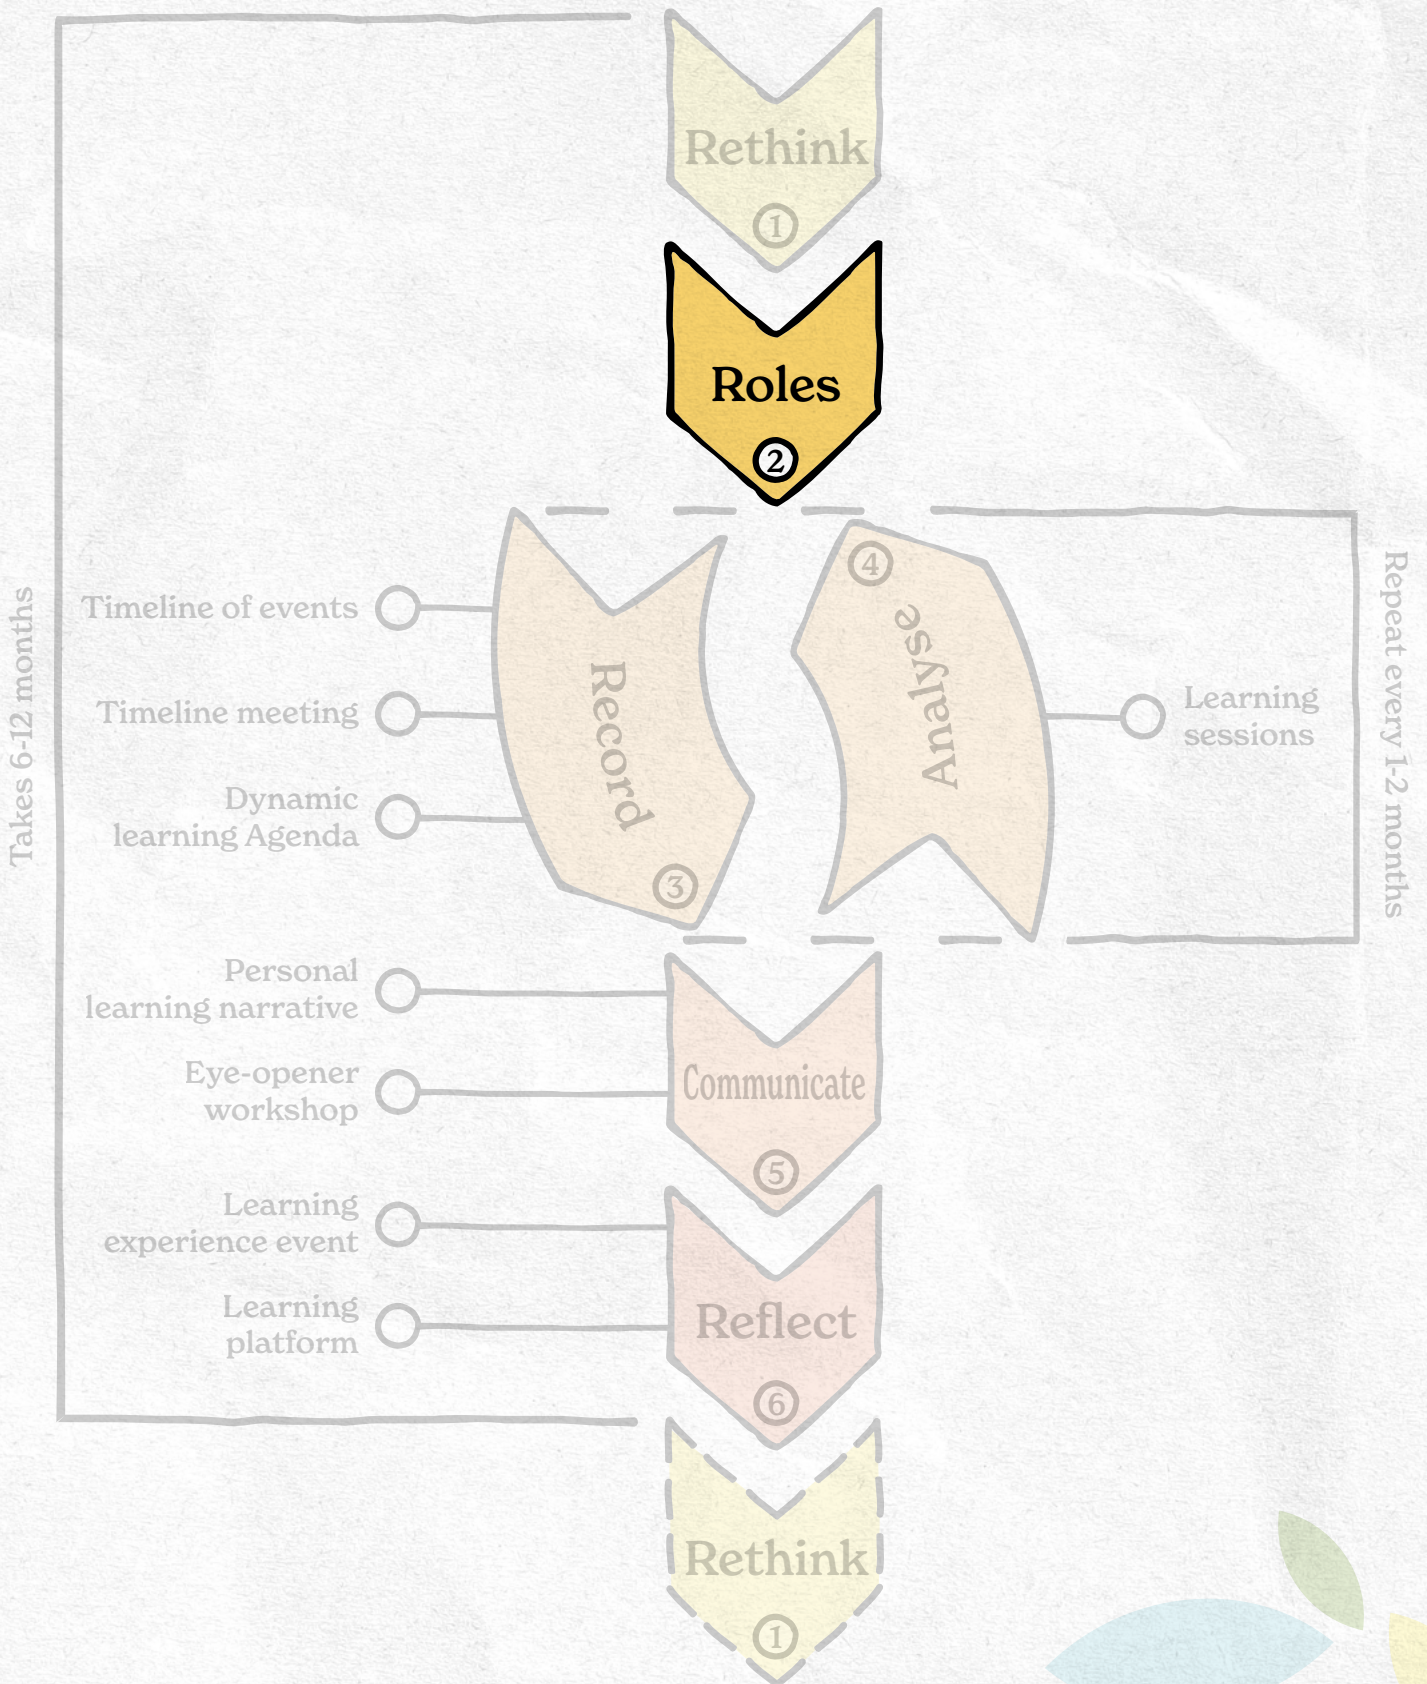 Rethink
1
Roles
2
Takes 6-12 months
Timeline of events
Timeline meeting
Dynamic
learning Agenda
Record
3
4
Analyse
Learning
sessions
Repeat every 1-2 months
Personal
learning narrative
Eye-opener
workshop
Communicate
5
Learning
experience event
Learning
platform
Reflect
6
Rethink
1